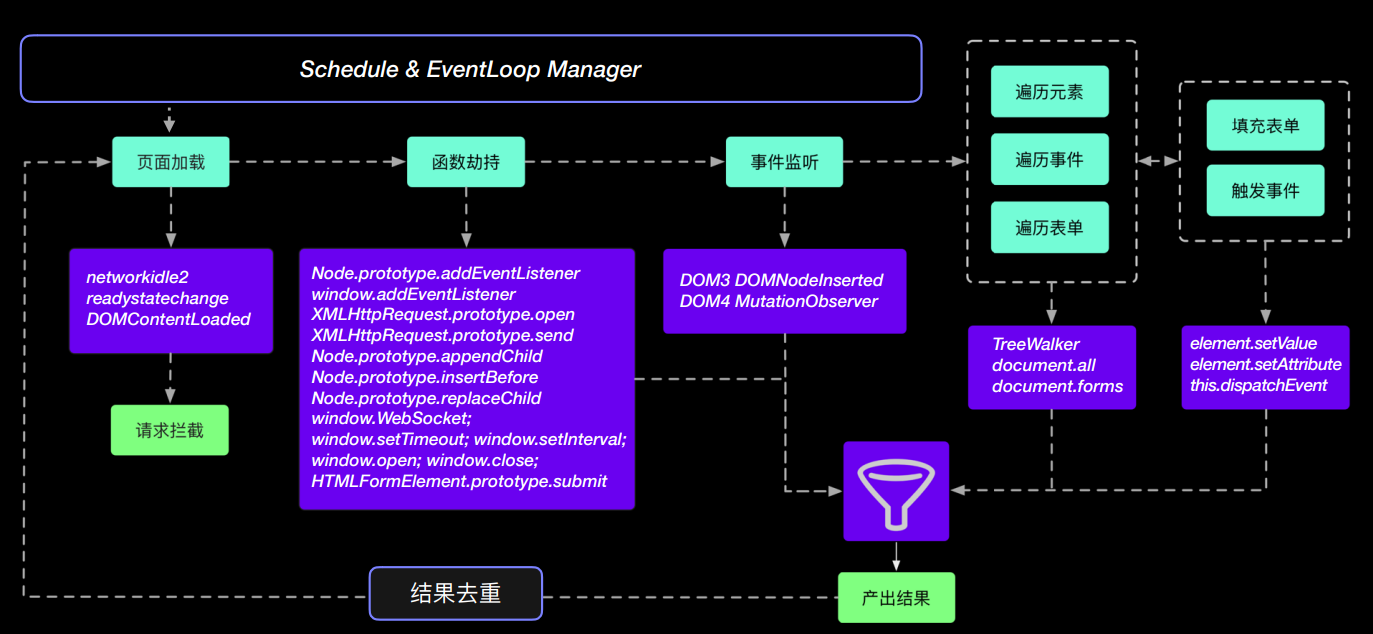 Schedule & EventLoop Manager
页面加载
函数劫持
事件监听
遍历元素
遍历事件
遍历表单
填充表单
触发事件
networkidle2
readystatechange
DOMContentLoaded
请求拦截
Node.prototype.addEventListener
window.addEventListener
XMLHttpRequest.prototype.open
XMLHttpRequest.prototype.send
Node.prototype.appendChild
Node.prototype.insertBefore
Node.prototype.replaceChild
window.WebSocket;
window.setTimeout; window.setInterval;
window.open; window.close;
HTMLFormElement.prototype.submit
DOM3 DOMNodeInserted
DOM4 MutationObserver
TreeWalker
document.all
document.forms
element.setValue
element.setAttribute
this.dispatchEvent
结果去重
产出结果